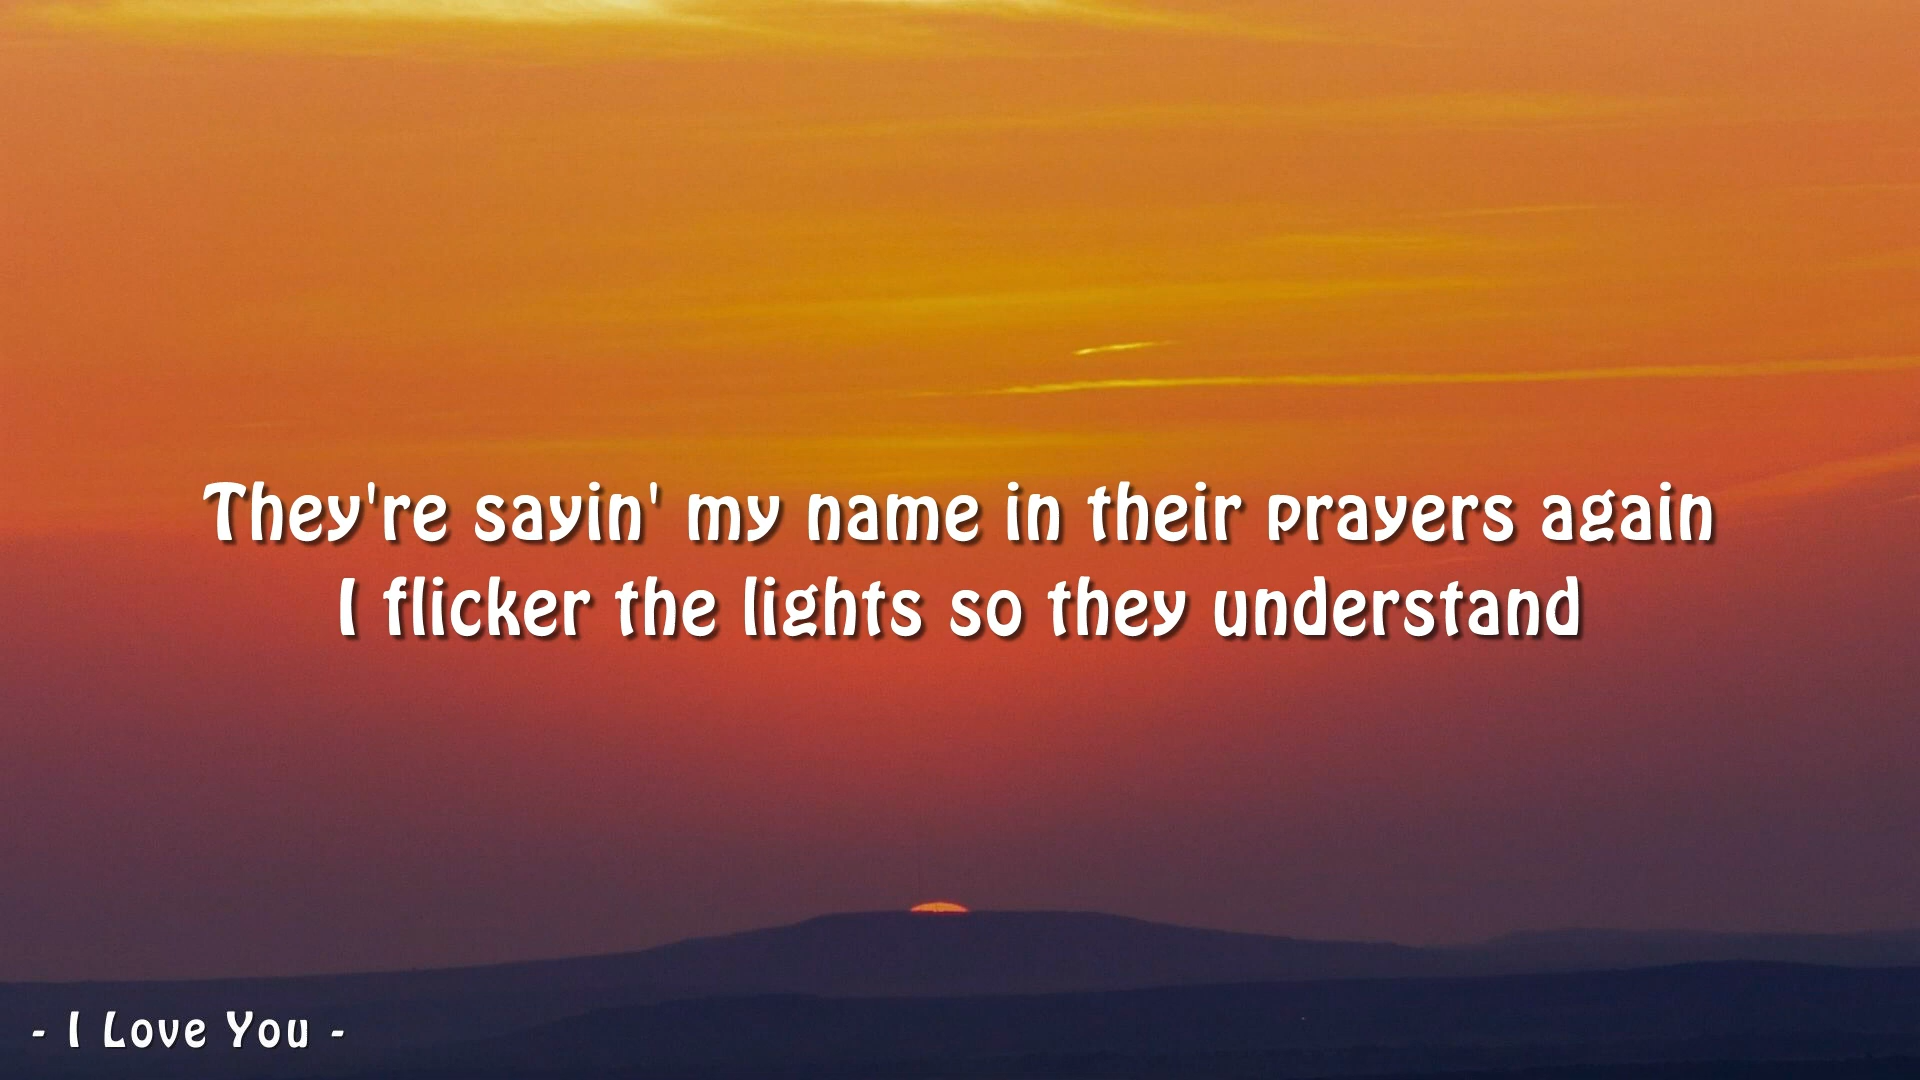 They're sayin' my name in their prayers again
I flicker the lights so they understand
- I Love You -